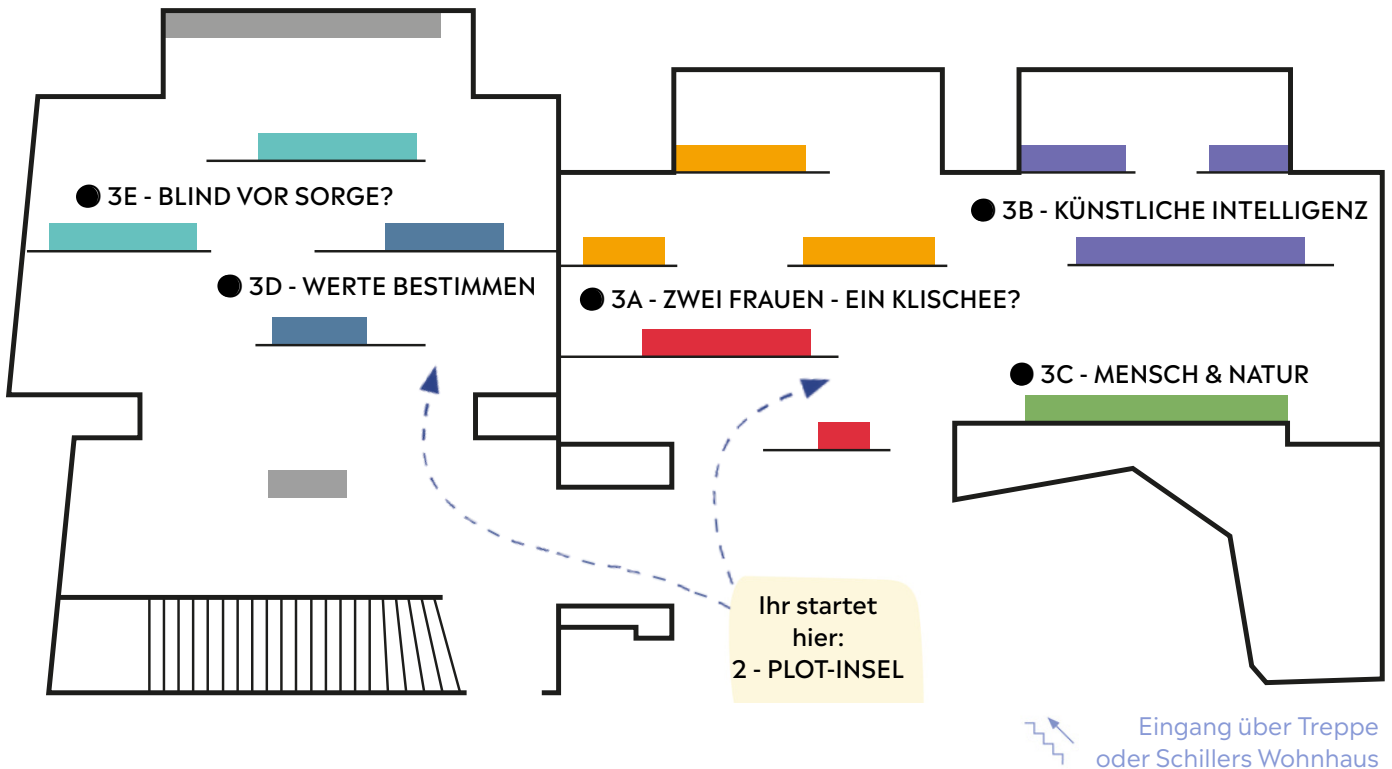 3E - BLIND VOR SORGE?
3B - KÜNSTLICHE INTELLIGENZ
3D - WERTE BESTIMMEN
3A - ZWEI FRAUEN - EIN KLISCHEE?
3C - MENSCH & NATUR
Ihr startet
hier:
2 - PLOT-INSEL
Eingang über Treppe
oder Schillers Wohnhaus